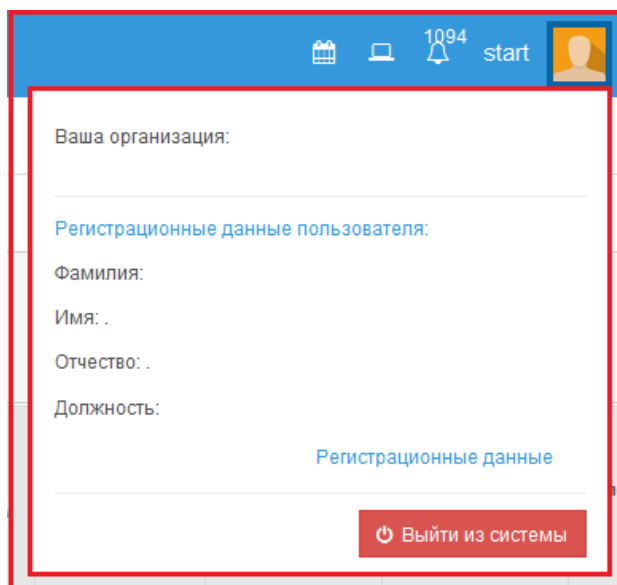 1094
start
Ваша организация:
Регистрационные данные пользователя:
Фамилия:
Имя: .
Отчество: .
Должность:
Регистрационные данные
Выйти из системы